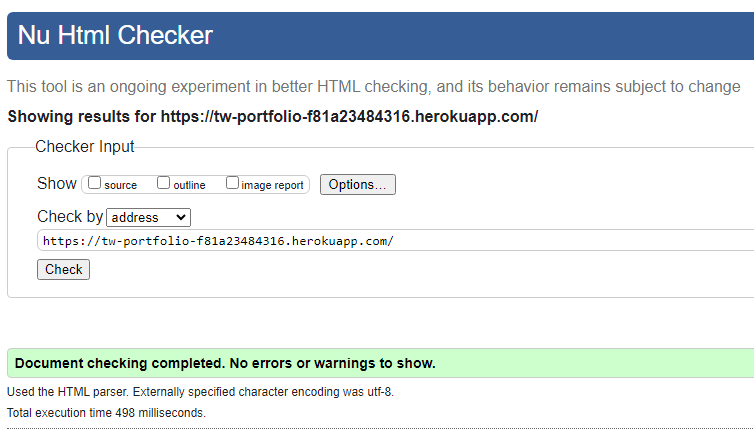 Nu Html Checker
This tool is an ongoing experiment in better HTML checking, and its behavior remains subject to change
Showing results for https://tw-portfolio-f81a23484316.herokuapp.com/
Checker Input
Show source outline image report Options...
Check by address
https://tw-portfolio-f81a23484316.herokuapp.com/
Check
Document checking completed. No errors or warnings to show.
Used the HTML parser. Externally specified character encoding was utf-8.
Total execution time 498 milliseconds.